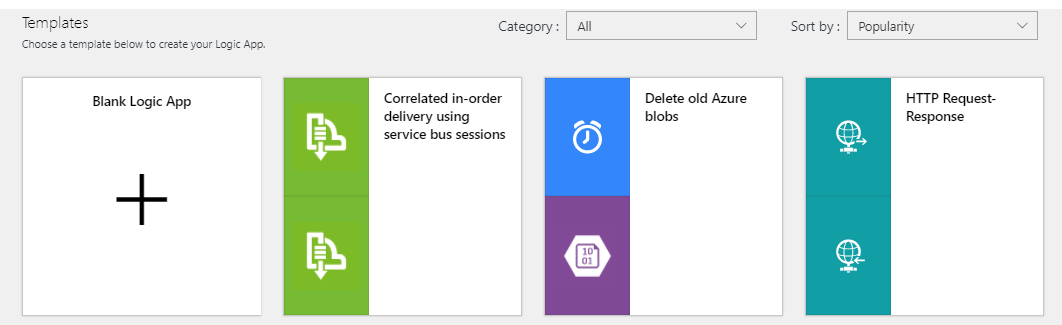 Templates
Category : All
Sort by : Popularity
Choose a template below to create your Logic App.
Blank Logic App
Correlated in-order
delivery using
service bus sessions
Delete old Azure
blobs
10
01
HTTP Request-
Response